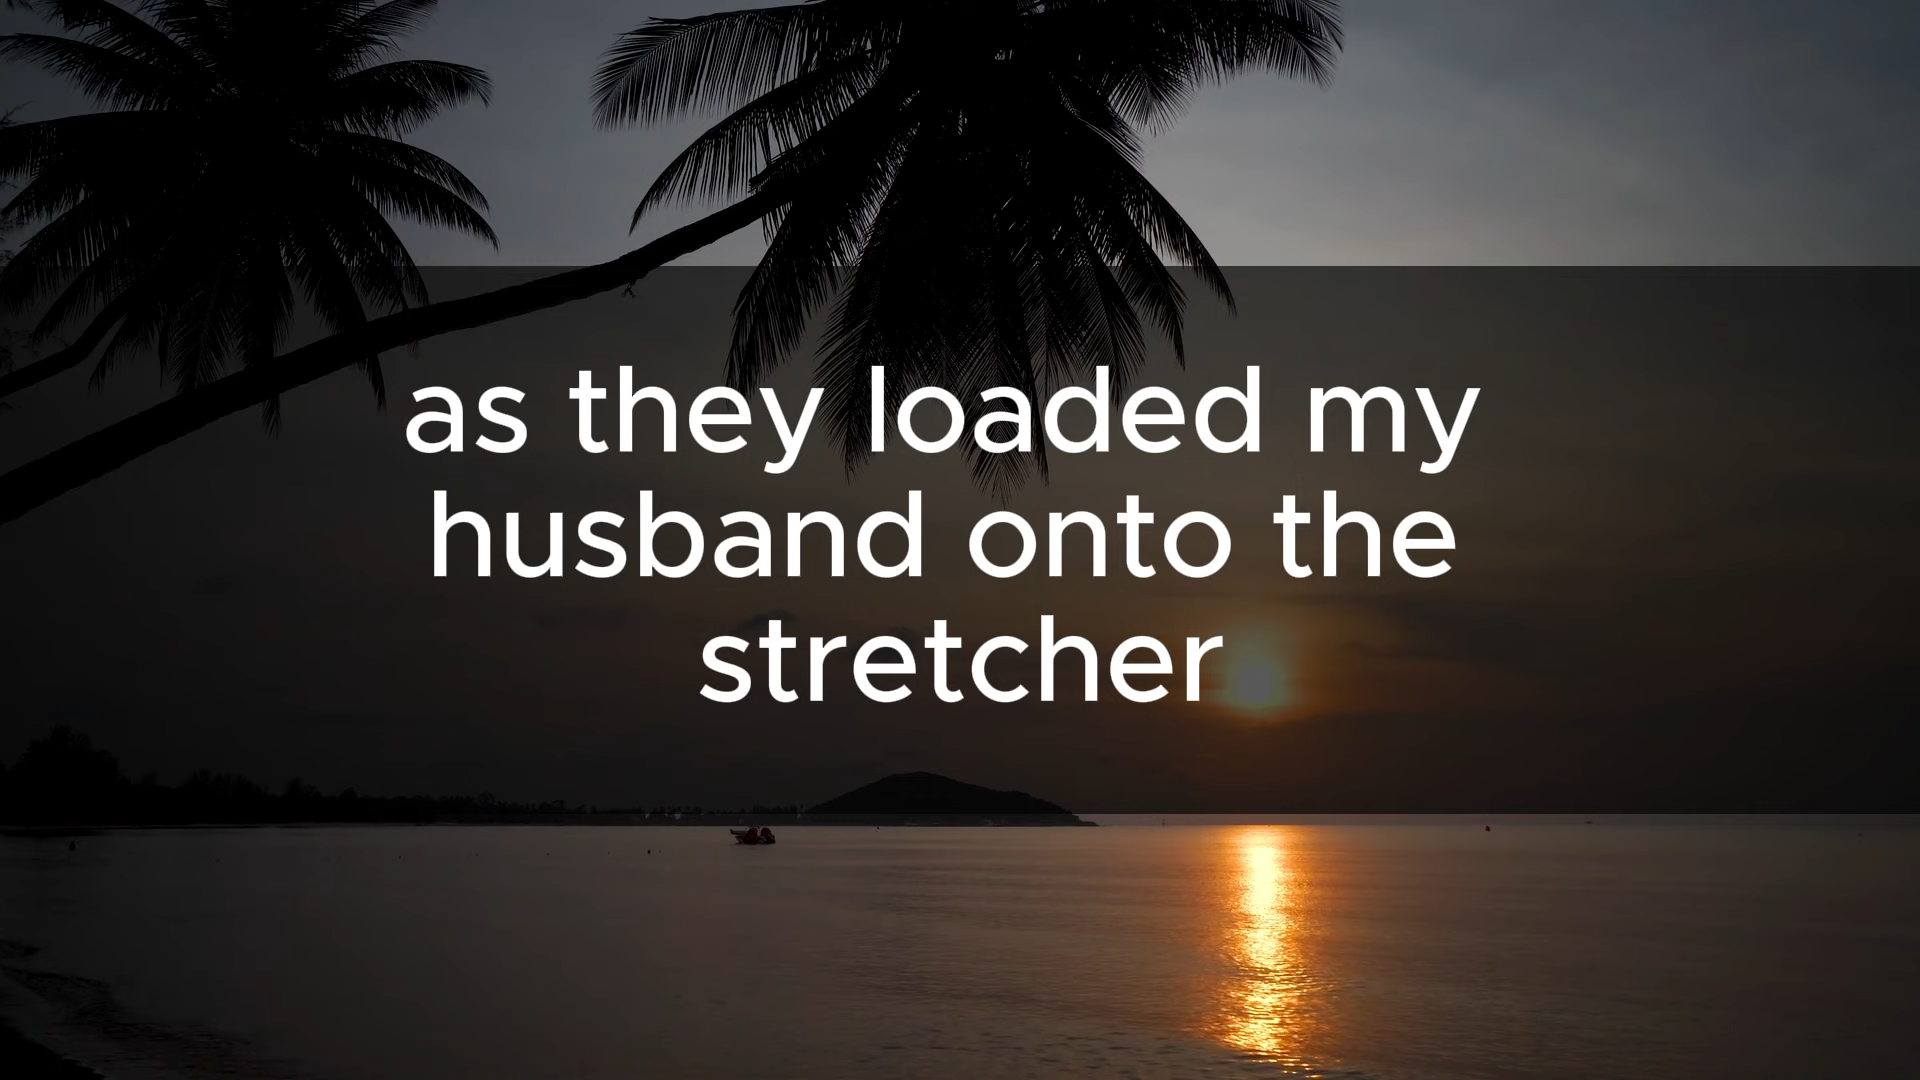 as they loaded my
husband onto the
stretcher